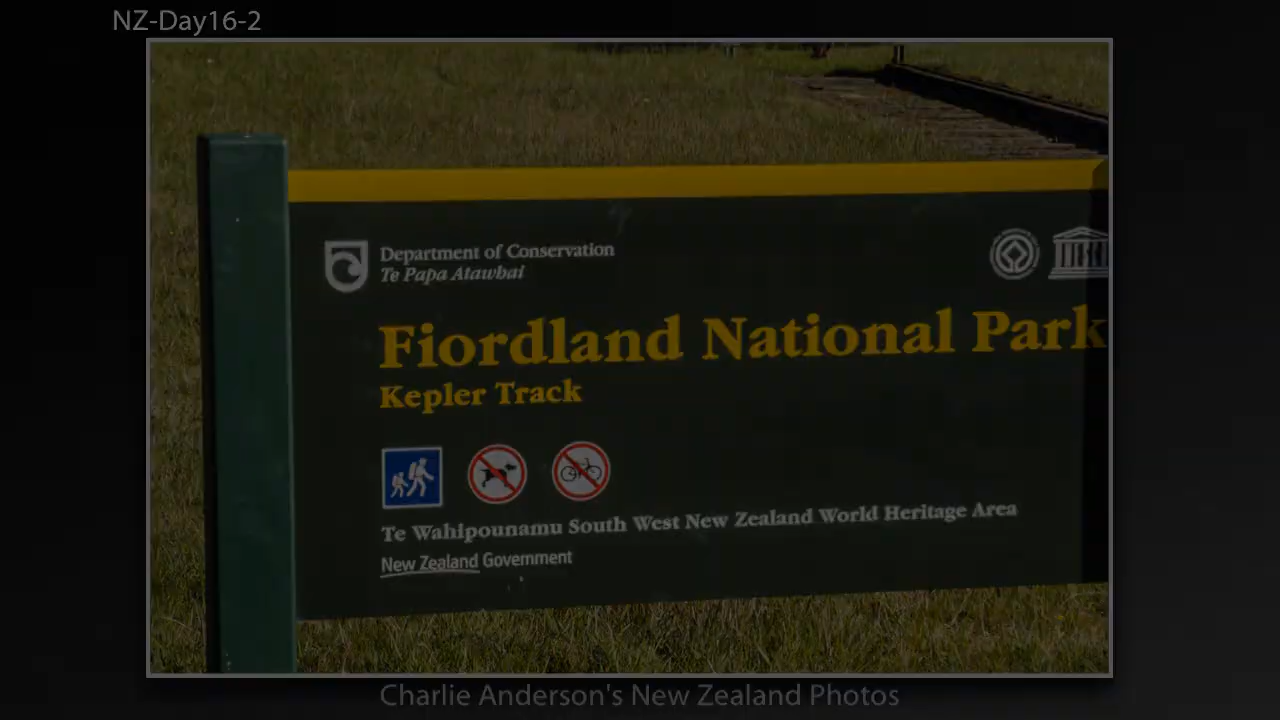 NZ-Day16-2
Department of Conservation
Te Papa Atawhai
Fiordland National Park
Kepler Track
Te Wahipounamu South West New Zealand World Heritage Area
New Zealand Government
Charlie Anderson's New Zealand Photos